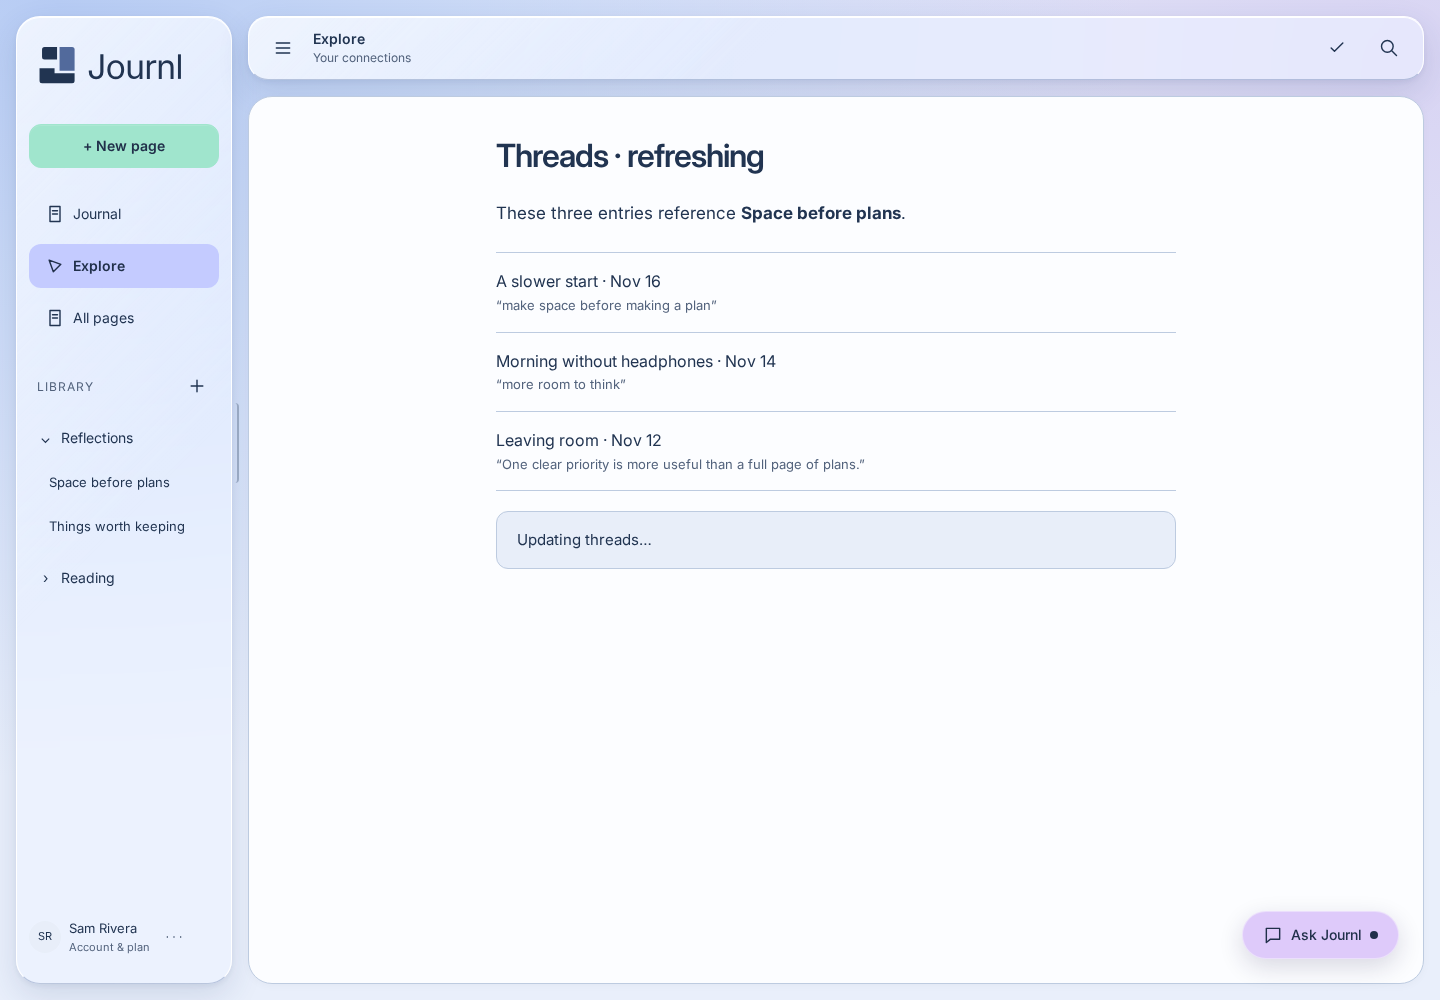 Journl
+ New page
Journal
Explore
All pages
LIBRARY
Reflections
Space before plans
Things worth keeping
Reading
SR
Sam Rivera
Account & plan
...
Explore
Your connections
Threads · refreshing
These three entries reference Space before plans.
A slower start · Nov 16
“make space before making a plan”
Morning without headphones · Nov 14
“more room to think”
Leaving room · Nov 12
“One clear priority is more useful than a full page of plans.”
Updating threads…
Ask Journl